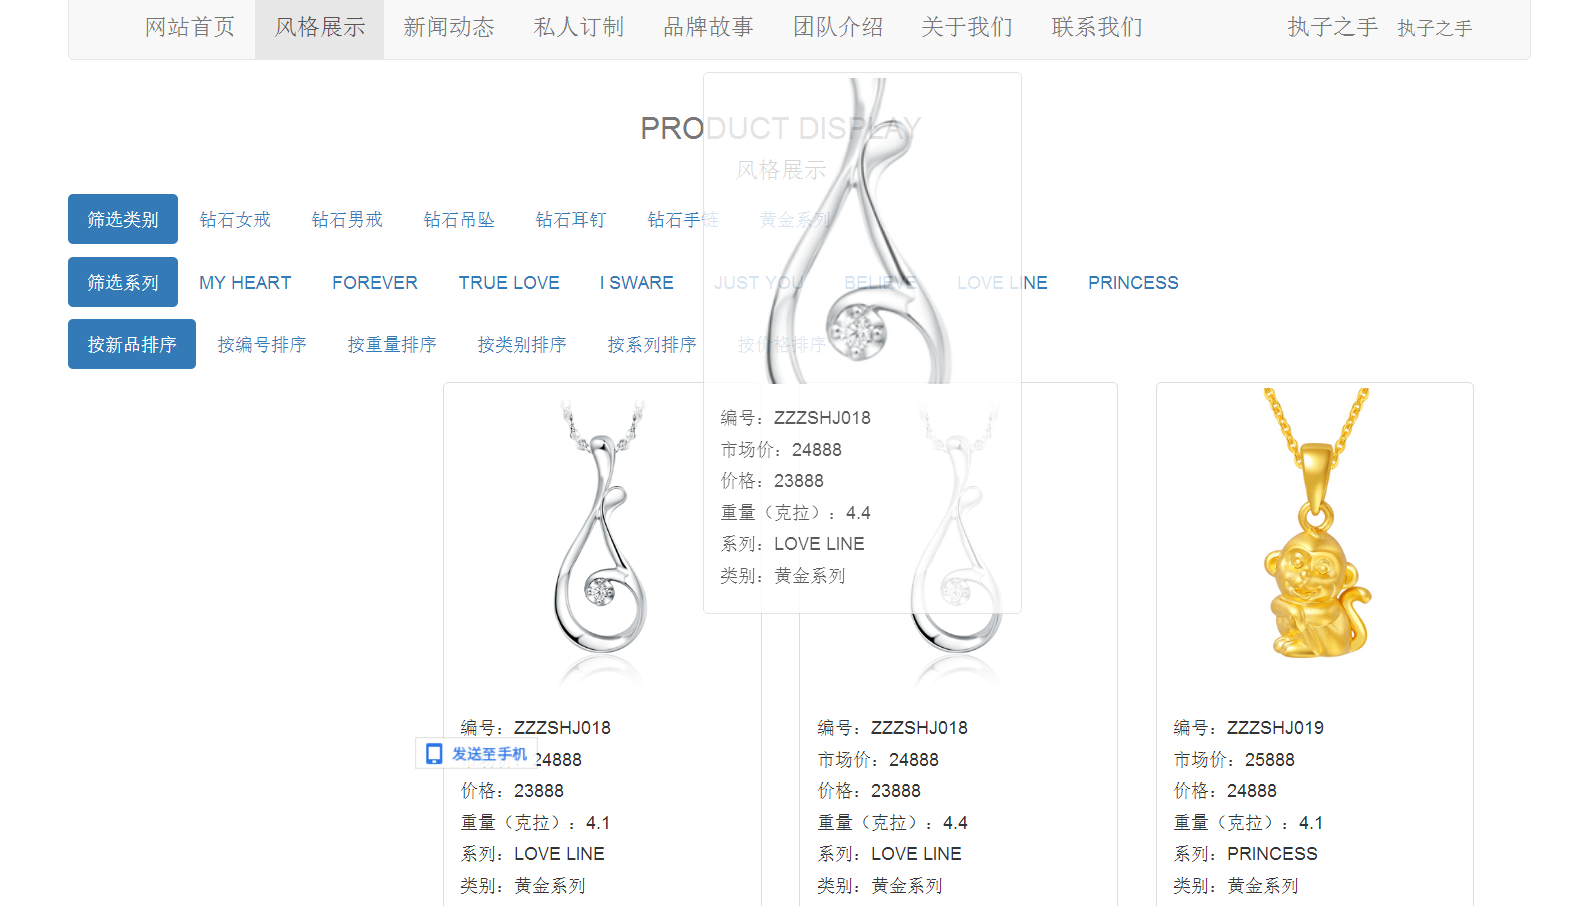 网站首页 风格展示 新闻动态 私人订制 品牌故事 团队介绍 关于我们 联系我们 执子之手 执子之手
PRODUCT DISPLAY
风格展示
筛选类别 钻石女戒 钻石男戒 钻石吊坠 钻石耳钉 钻石手链 黄金系列
筛选系列 MY HEART FOREVER TRUE LOVE I SWARE JUST YOU BELIEVE LOVE LINE PRINCESS
按新品排序 按编号排序 按重量排序 按类别排序 按系列排序 按价格排序
编号：ZZZSHJ018
市场价：24888
价格：23888
重量（克拉）：4.4
系列：LOVE LINE
类别：黄金系列
编号：ZZZSHJ018
24888
价格：23888
重量（克拉）：4.1
系列：LOVE LINE
类别：黄金系列
发送至手机
编号：ZZZSHJ018
市场价：24888
价格：23888
重量（克拉）：4.4
系列：LOVE LINE
类别：黄金系列
编号：ZZZSHJ019
市场价：25888
价格：24888
重量（克拉）：4.1
系列：PRINCESS
类别：黄金系列